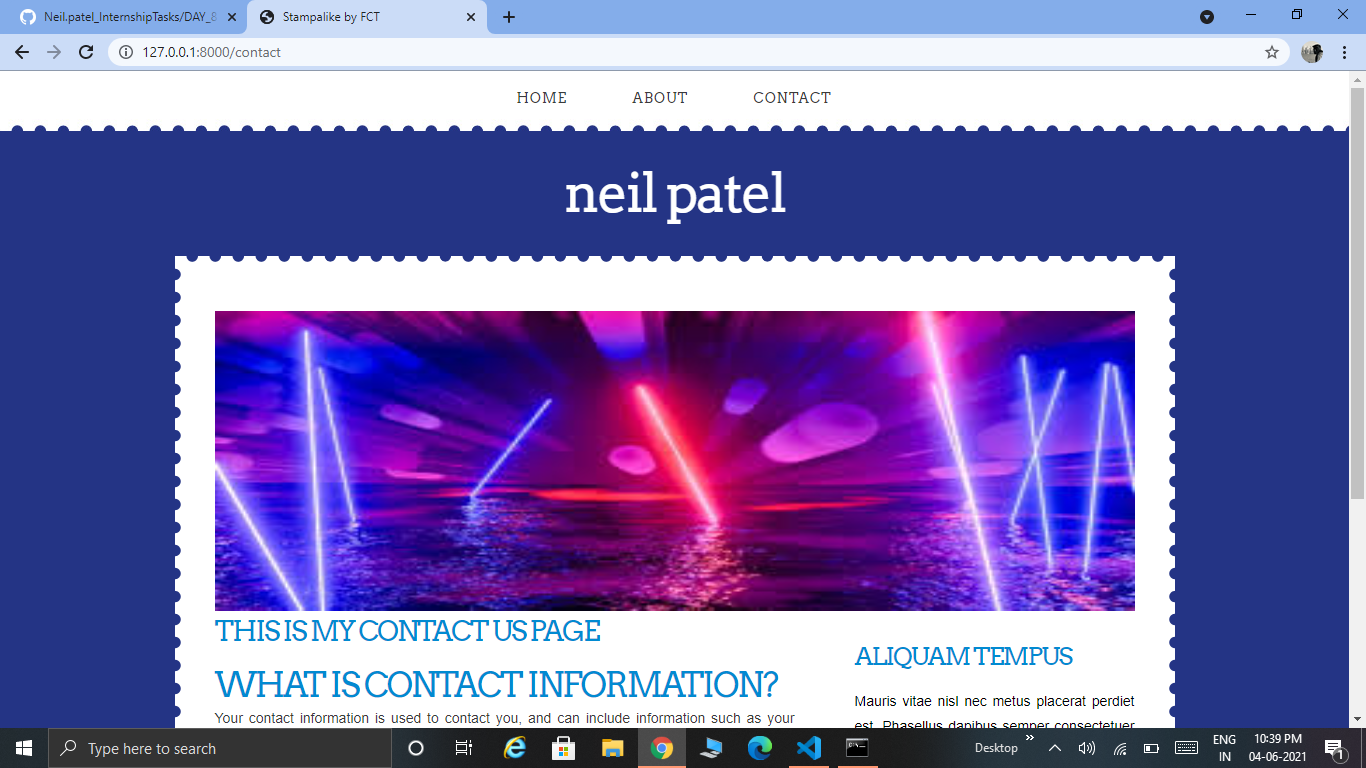 Neil.patel_InternshipTasks/DAY_8
Stampalike by FCT
127.0.0.1:8000/contact
HOME ABOUT CONTACT
neil patel
THIS IS MY CONTACT US PAGE
WHAT IS CONTACT INFORMATION?
Your contact information is used to contact you, and can include information such as your
ALIQUAM TEMPUS
Mauris vitae nisl nec metus placerat perdiet
est. Phasellus dapibus semper consectetuer
Type here to search
Desktop
ENG
IN
10:39 PM
04-06-2021
1